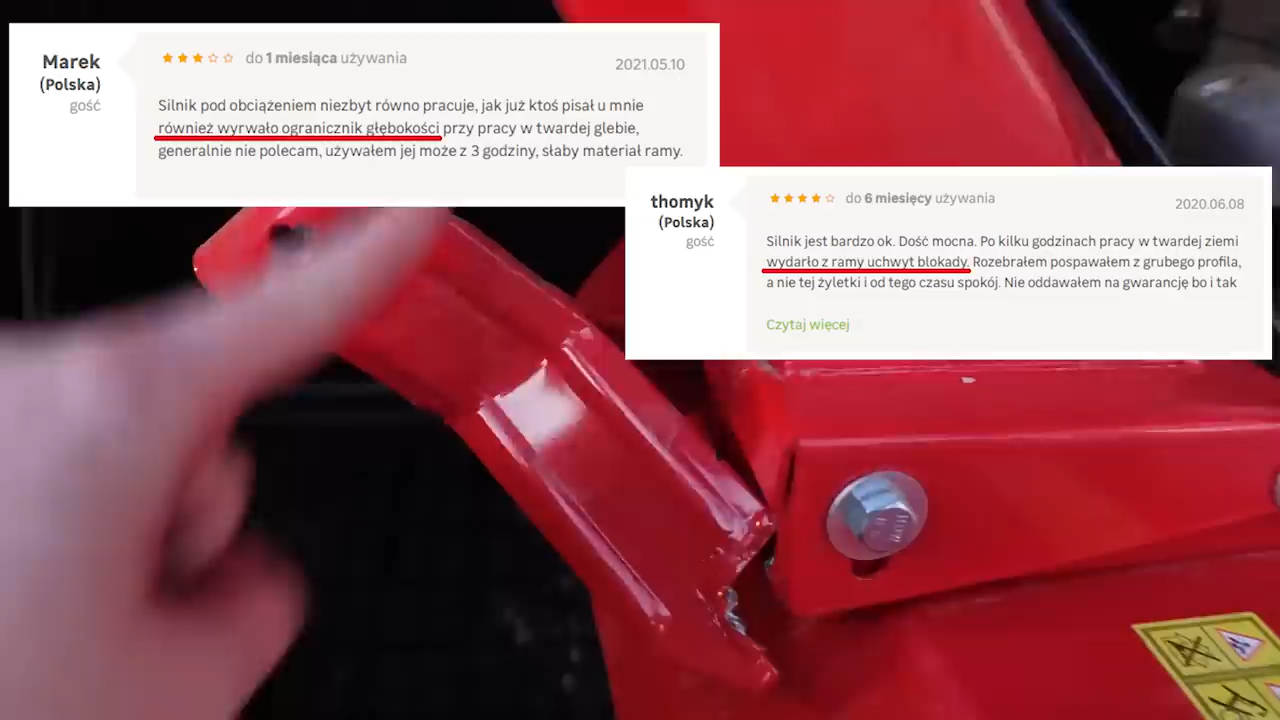 Marek
(Polska)
gość
do 1 miesiąca używania
2021.05.10
Silnik pod obciążeniem niezbyt równo pracuje, jak już ktoś pisał u mnie
również wyrwało ogranicznik głębokości przy pracy w twardej glebie,
generalnie nie polecam, używałem jej może z 3 godziny, słaby materiał ramy.
thomyk
(Polska)
gość
do 6 miesięcy używania
2020.06.08
Silnik jest bardzo ok. Dość mocna. Po kilku godzinach pracy w twardej ziemi
wydarło z ramy uchwyt blokady. Rozebrałem pospawałem z grubego profila,
a nie tej żyletki i od tego czasu spokój. Nie oddawałem na gwarancję bo i tak
Czytaj więcej